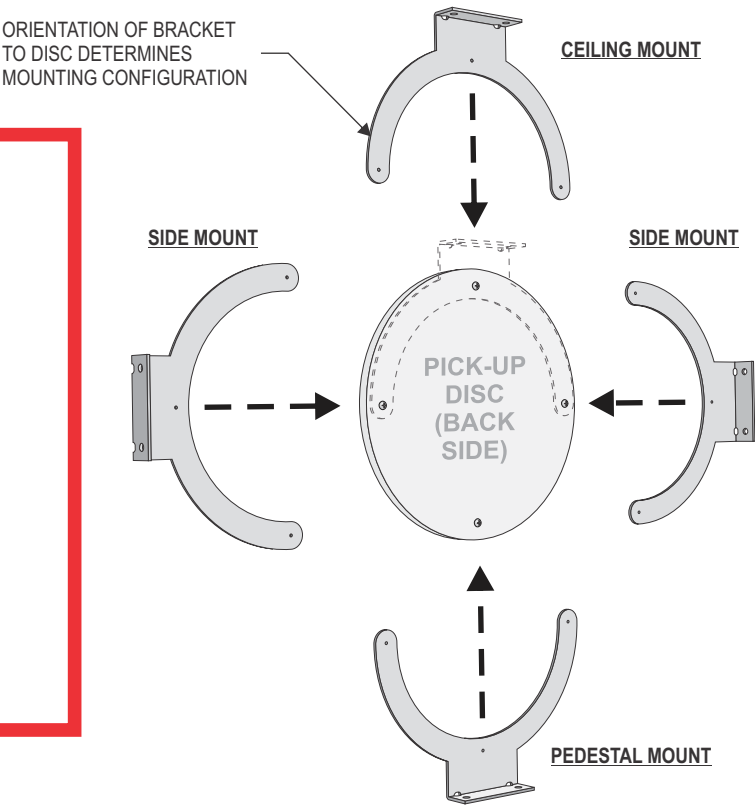 ORIENTATION OF BRACKET
TO DISC DETERMINES
MOUNTING CONFIGURATION
CEILING MOUNT
SIDE MOUNT
SIDE MOUNT
PICK-UP
DISC
(BACK
SIDE)
PEDESTAL MOUNT